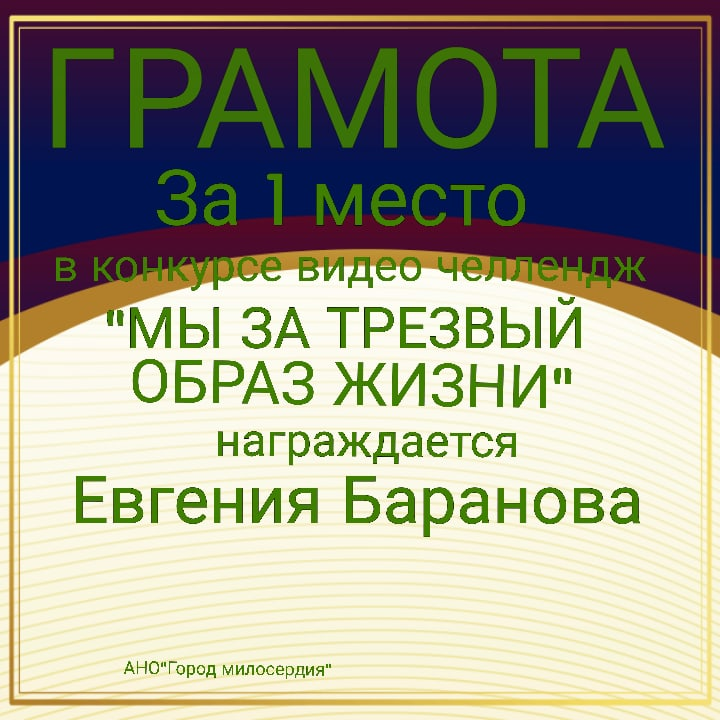 ГРАМОТА
За 1 место
в конкурсе видео челлендж
"МЫ ЗА ТРЕЗВЫЙ
ОБРАЗ ЖИЗНИ"
награждается
Евгения Баранова
АНО"Город милосердия"